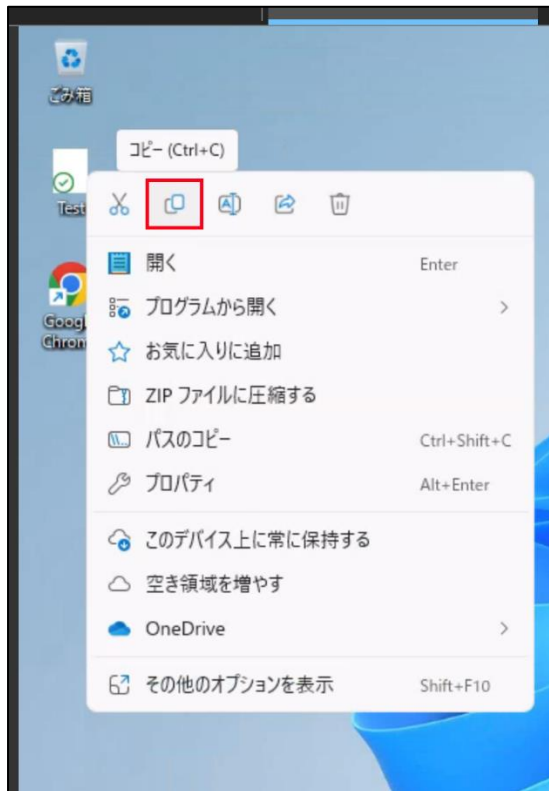 ごみ箱
コピー (Ctrl+C)
Test
開く Enter
プログラムから開く
Googl
Chrom
お気に入りに追加
ZIP ファイルに圧縮する
パスのコピー Ctrl+Shift+C
プロパティ Alt+Enter
このデバイス上に常に保持する
空き領域を増やす
OneDrive
その他のオプションを表示 Shift+F10